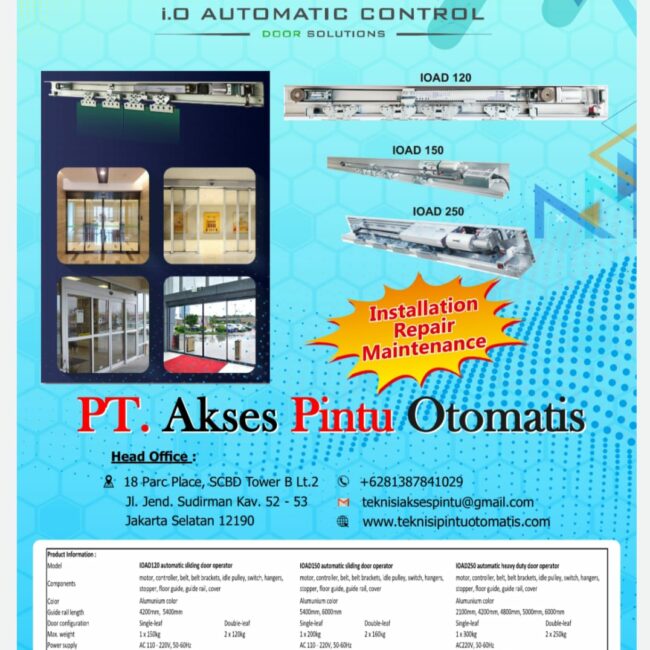 i.O AUTOMATIC CONTROL
DOOR SOLUTIONS
IOAD 120
IOAD 150
IOAD 250
Installation
Repair
Maintenance
PT. Akses Pintu Otomatis
Head Office :
18 Parc Place, SCBD Tower B Lt.2
Jl. Jend. Sudirman Kav. 52 - 53
Jakarta Selatan 12190
+6281387841029
teknisiaksespintu@gmail.com
www.teknisipintuotomatis.com
Product Information :
Model IOAD120 automatic sliding door operator IOAD150 automatic sliding door operator IOAD250 automatic heavy duty door operator
Components motor, controller, belt, belt brackets, idle pulley, switch, hangers, motor, controller, belt, belt brackets, idle pulley, switch, hangers, motor, controller, belt, belt brackets, idle pulley, switch, hangers,
stopper, floor guide, guide rail, cover stopper, floor guide, guide rail, cover stopper, floor guide, guide rail, cover
Color Alumunium color Alumunium color Alumunium color
Guide rail length 4200mm, 5400mm 5400mm, 6000mm 2100mm, 4200mm, 4800mm, 5000mm, 6000mm
Door configuration Single-leaf Double-leaf Single-leaf Double-leaf Single-leaf Double-leaf
Max. weight 1 x 150kg 2 x 120kg 1 x 200kg 2 x 160kg 1 x 300kg 2 x 250kg
Power supply AC 110 - 220V, 50-60Hz AC 110 - 220V, 50-60Hz AC220V, 50-60Hz